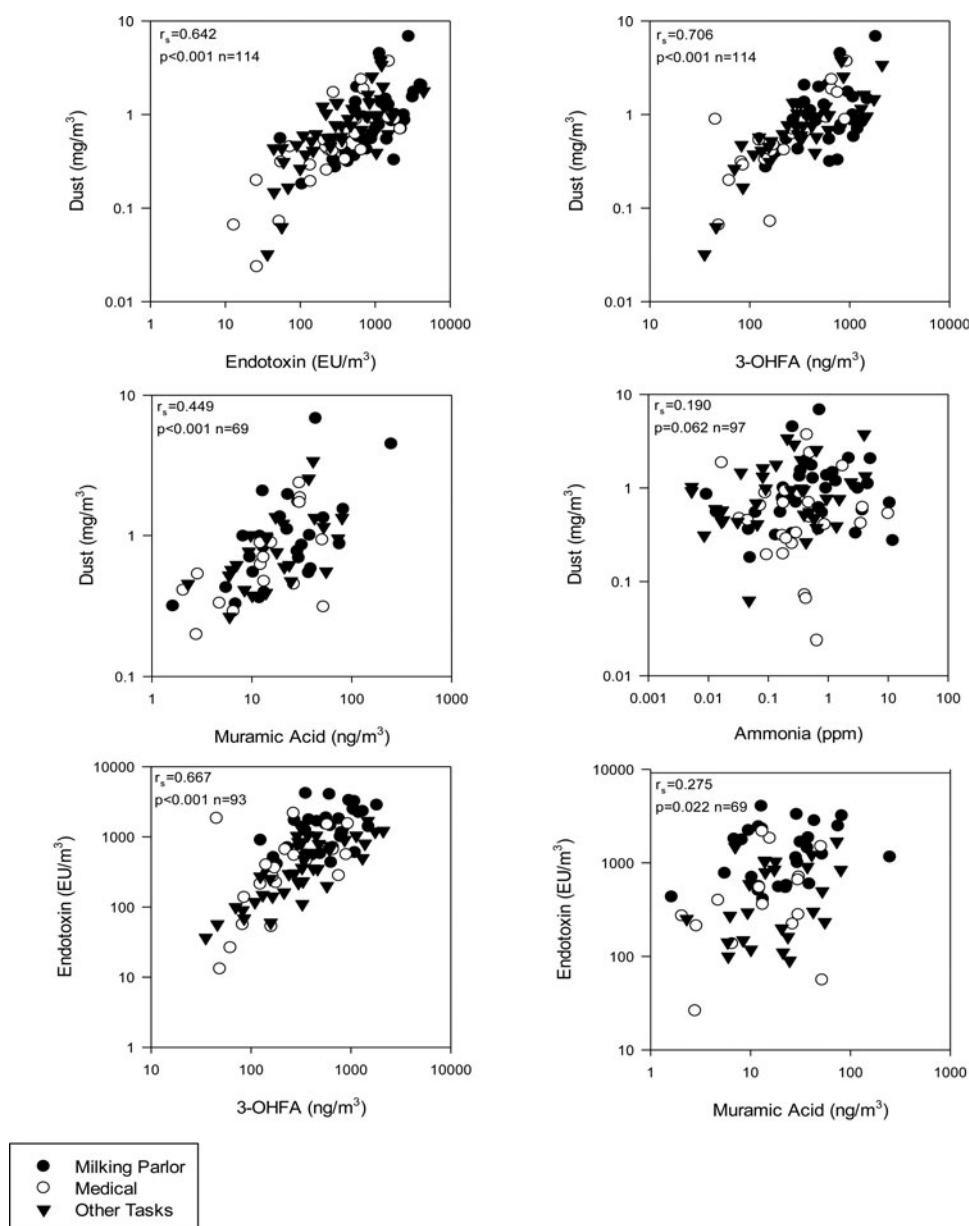 r_s=0.642
p<0.001 n=114
10
1
0.1
0.01
Dust (mg/m³)
1 10 100 1000 10000
Endotoxin (EU/m³)
r_s=0.706
p<0.001 n=114
10
1
0.1
0.01
Dust (mg/m³)
10 100 1000 10000
3-OHFA (ng/m³)
r_s=0.449
p<0.001 n=69
10
1
0.1
Dust (mg/m³)
1 10 100 1000
Muramic Acid (ng/m³)
r_s=0.190
p=0.062 n=97
10
1
0.1
0.01
Dust (mg/m³)
0.001 0.01 0.1 1 10 100
Ammonia (ppm)
r_s=0.667
p<0.001 n=93
10000
1000
100
10
1
Endotoxin (EU/m³)
10 100 1000 10000
3-OHFA (ng/m³)
r_s=0.275
p=0.022 n=69
10000
1000
100
10
Endotoxin (EU/m³)
1 10 100 1000
Muramic Acid (ng/m³)
Milking Parlor
Medical
Other Tasks